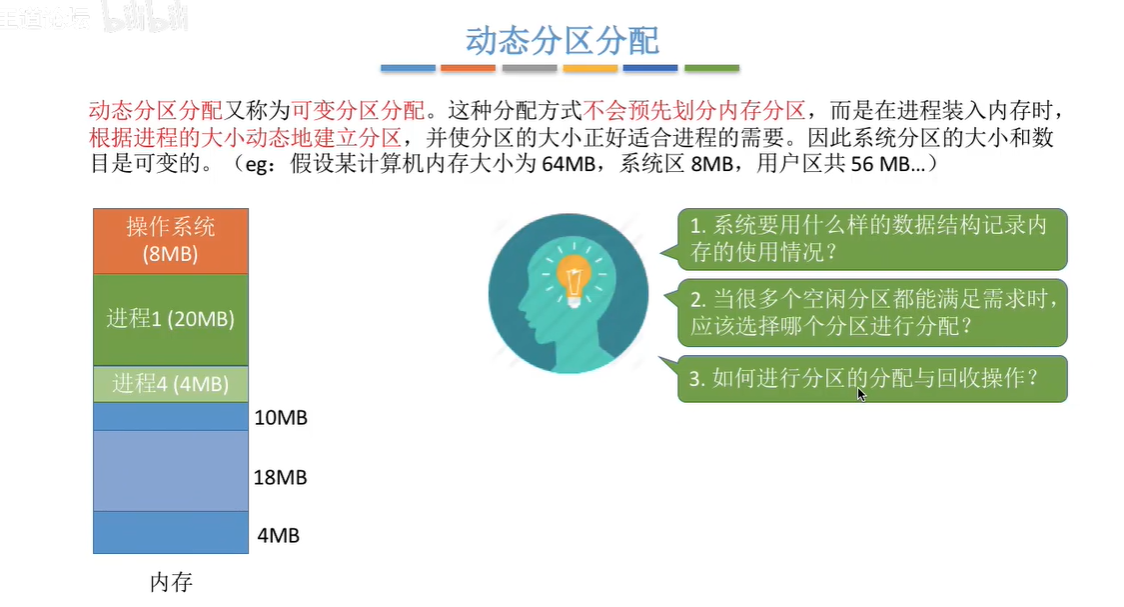 bilibili
动态分区分配
动态分区分配又称为可变分区分配。这种分配方式不会预先划分内存分区，而是在进程装入内存时，
根据进程的大小动态地建立分区，并使分区的大小正好适合进程的需要。因此系统分区的大小和数
目是可变的。（eg：假设某计算机内存大小为 64MB，系统区 8MB，用户区共 56 MB…）
操作系统
(8MB)
进程1 (20MB)
进程4 (4MB)
10MB
18MB
4MB
内存
1. 系统要用什么样的数据结构记录内
存的使用情况？
2. 当很多个空闲分区都能满足需求时，
应该选择哪个分区进行分配？
3. 如何进行分区的分配与回收操作？